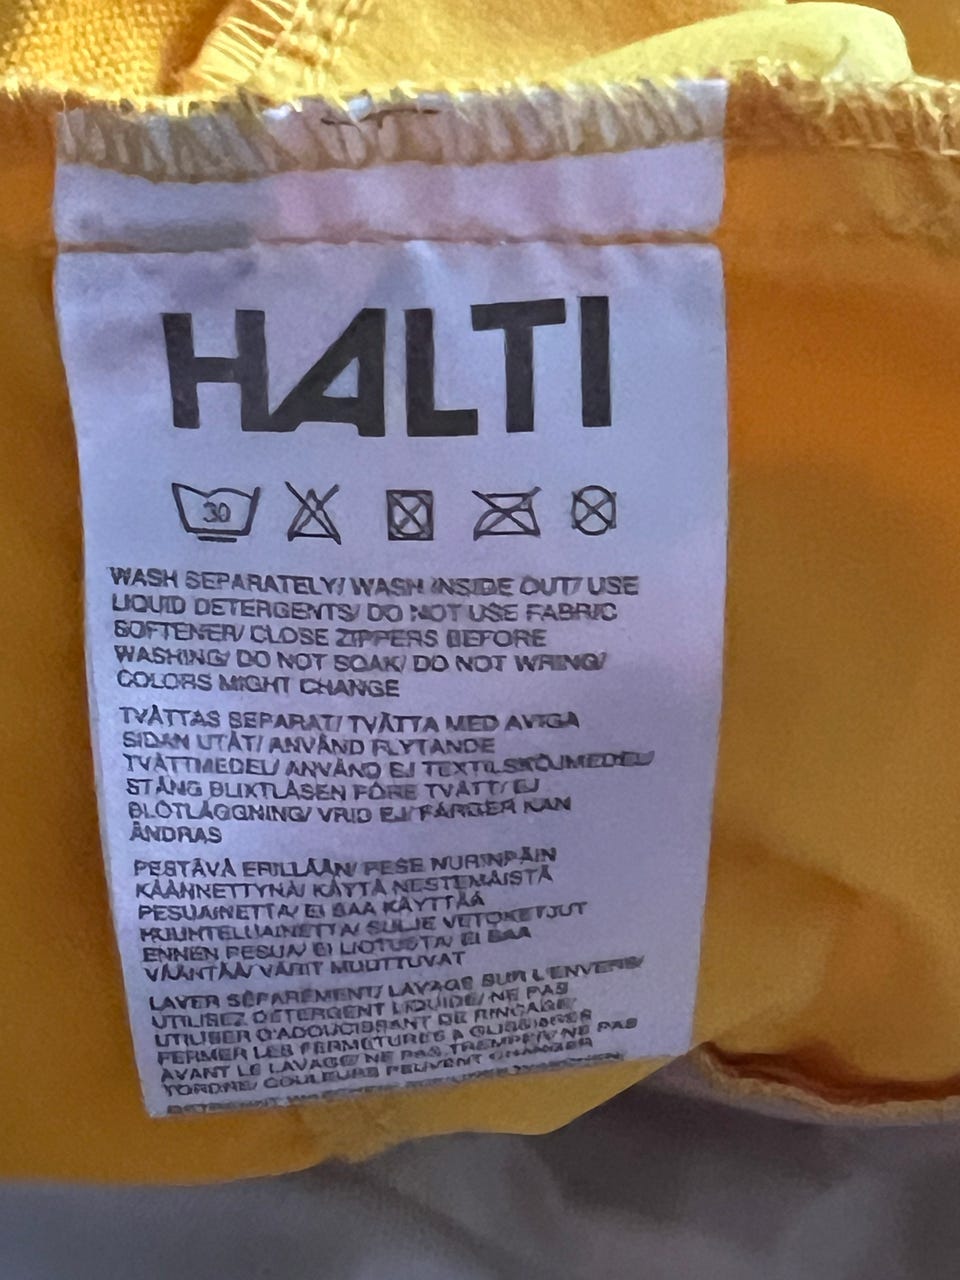 HALTI
30
WASH SEPARATELY/ WASH INSIDE OUT/ USE
LIQUID DETERGENTS/ DO NOT USE FABRIC
SOFTENER/ CLOSE ZIPPERS BEFORE
WASHING/ DO NOT SOAK/ DO NOT WRING/
COLORS MIGHT CHANGE
TVÄTTAS SEPARAT/ TVÄTTA MED AVIGA
SIDAN UTÅT/ ANVÄND FLYTANDE
TVÄTTMEDEL/ ANVÄND EJ TEXTILSKÖLJMEDEL/
STÄNG BLIXTLÅSEN FÖRE TVÄTT/ EJ
BLÖTLÄGGNING/ VRID EJ/ FÄRGER KAN
ÄNDRAS
PESTÄVÄ ERILLÄÄN/ PESE NURINPÄIN
KÄÄNNETTYNÄ/ KÄYTÄ NESTEMÄISTÄ
PESUAINETTA/ EI SAA KÄYTTÄÄ
HUUHTELUAINETTA/ SULJE VETOKETJUT
ENNEN PESUA/ EI LIOTUSTA/ EI SAA
VÄÄNTÄÄ/ VÄRIT MUUTTUVAT
LAVER SÉPARÉMENT/ LAVAGE SUR L'ENVERS/
UTILISEZ DÉTERGENT LIQUIDE/ NE PAS
UTILISER D'ADOUCISSANT DE RINÇAGE/
FERMER LES FERMETURES À GLISSIÈRES
AVANT LE LAVAGE/ NE PAS TREMPER/ NE PAS
TORDRE/ COULEURS PEUVENT CHANGER